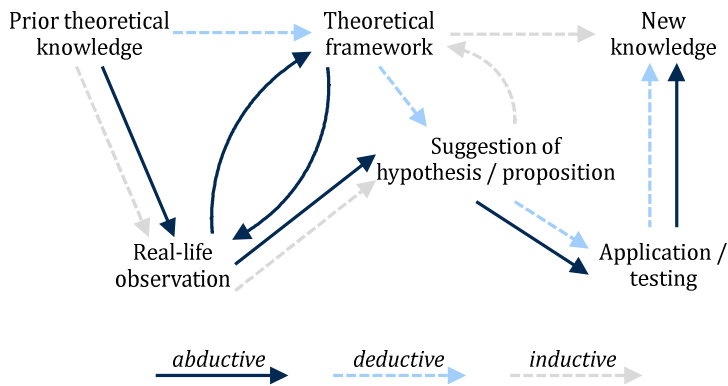 Prior theoretical
knowledge
Theoretical
framework
New
knowledge
Suggestion of
hypothesis / proposition
Real-life
observation
Application /
testing
abductive
deductive
inductive